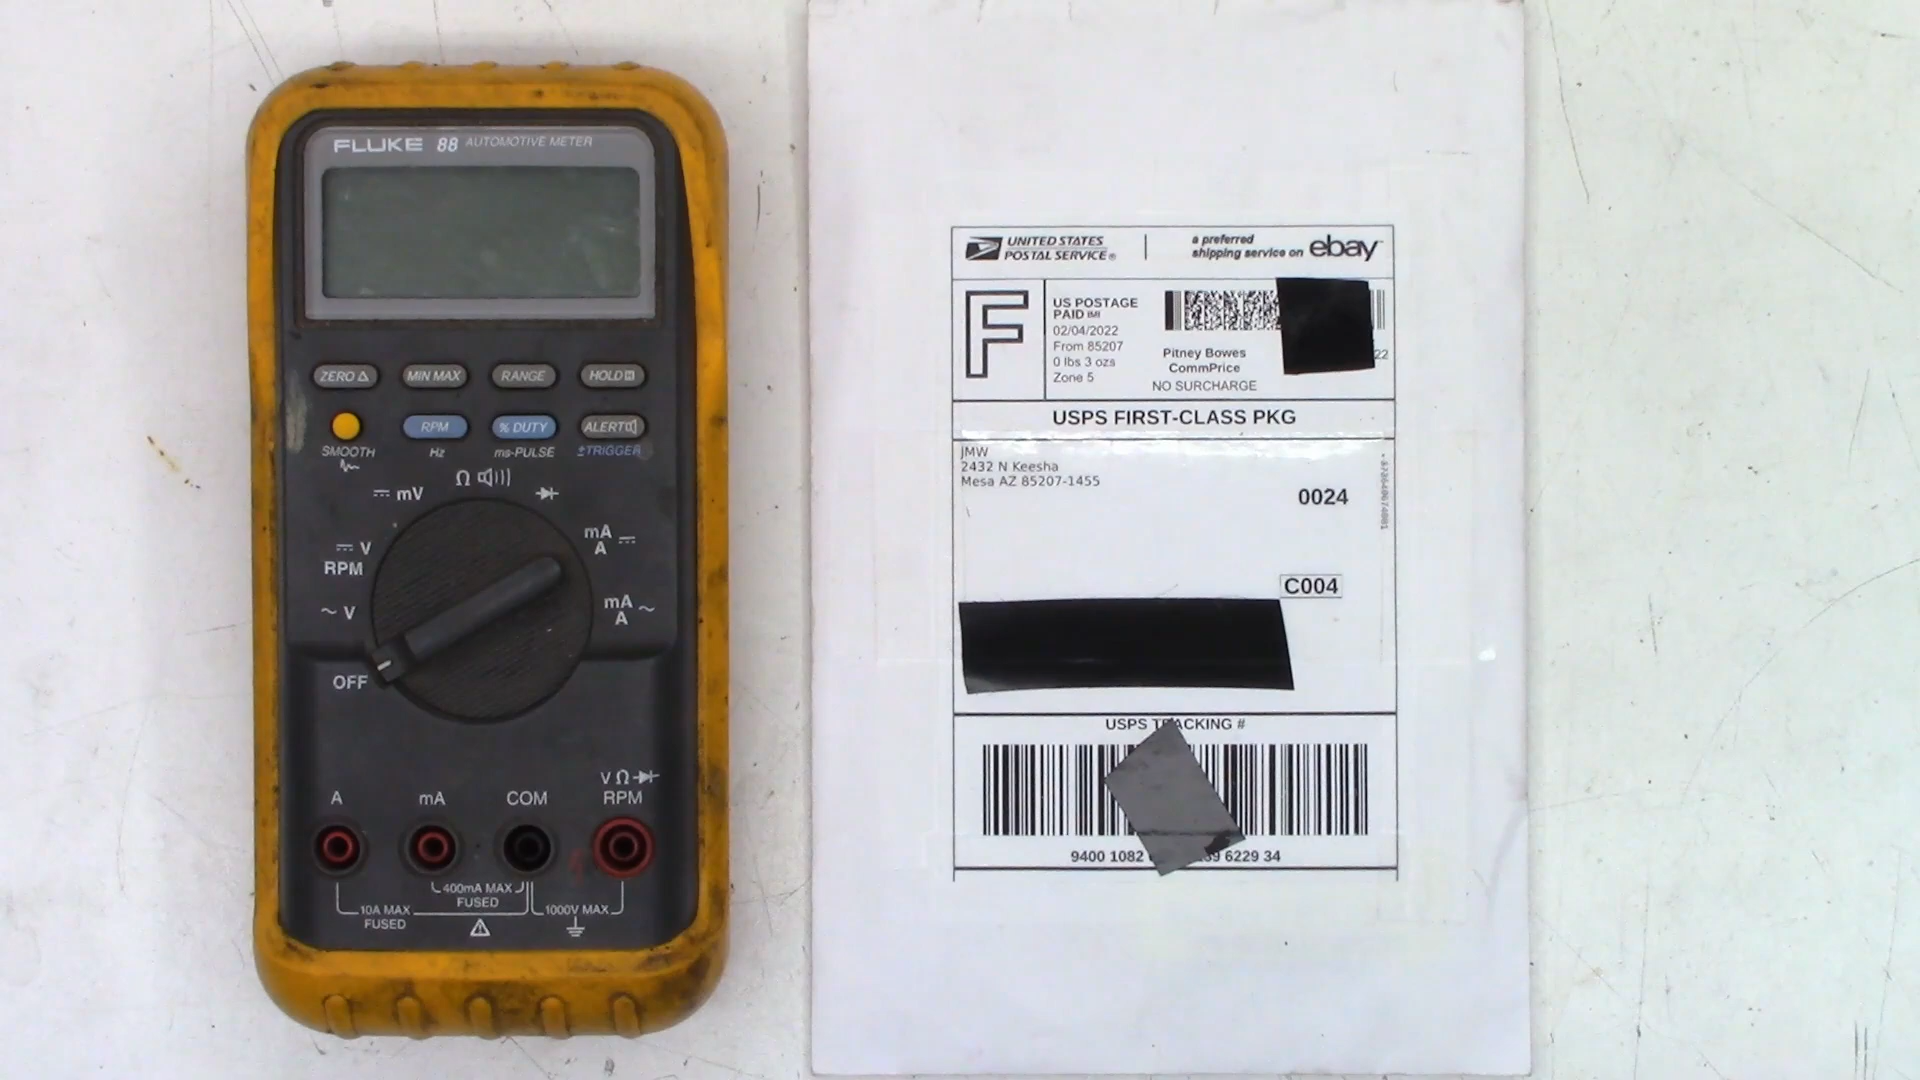 FLUKE 88 AUTOMOTIVE METER
ZERO Δ MIN MAX RANGE HOLD H
RPM % DUTY ALERT
SMOOTH Hz ms-PULSE ±TRIGGER
mV Ω
V
RPM
mA
A
~ V
mA ~
A
OFF
A mA COM VΩ
RPM
400mA MAX
FUSED
10A MAX
FUSED
1000V MAX
UNITED STATES
POSTAL SERVICE®
a preferred
shipping service on ebay
F
US POSTAGE
PAID IMI
02/04/2022
From 85207
0 lbs 3 ozs
Zone 5
Pitney Bowes
CommPrice
NO SURCHARGE
22
USPS FIRST-CLASS PKG
JMW
2432 N Keesha
Mesa AZ 85207-1455
0024
C004
USPS TRACKING #
9400 1082 6229 34